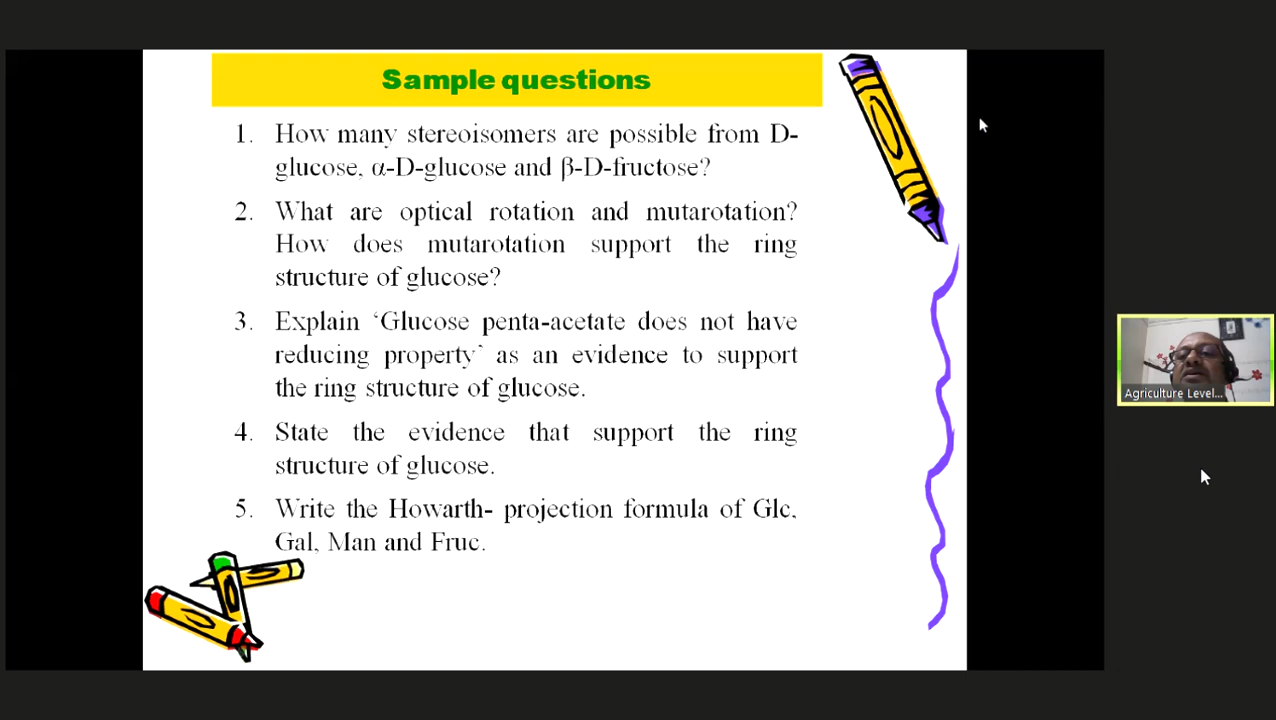 Sample questions
1. How many stereoisomers are possible from D-
glucose, α-D-glucose and β-D-fructose?
2. What are optical rotation and mutarotation?
How does mutarotation support the ring
structure of glucose?
3. Explain ‘Glucose penta-acetate does not have
reducing property` as an evidence to support
the ring structure of glucose.
4. State the evidence that support the ring
structure of glucose.
5. Write the Howarth- projection formula of Glc,
Gal, Man and Fruc.
Agriculture Level...